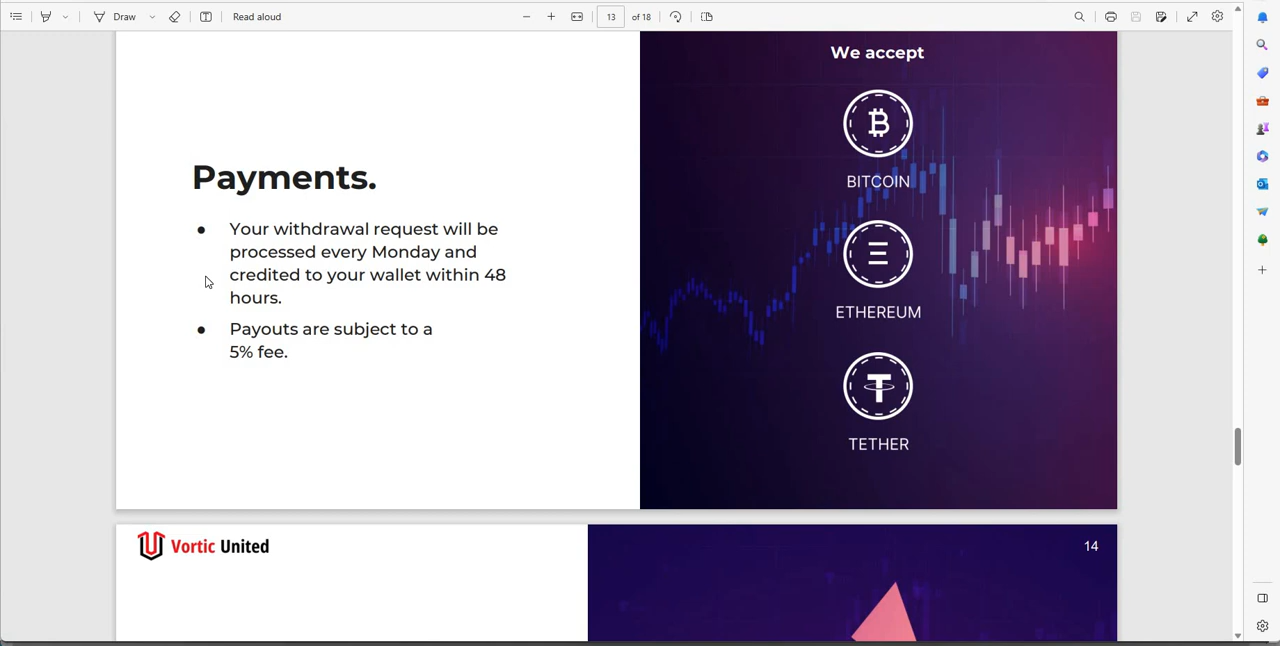 Draw
Read aloud
13
of 18
We accept
BITCOIN
Payments.
Your withdrawal request will be
processed every Monday and
credited to your wallet within 48
hours.
Payouts are subject to a
5% fee.
ETHEREUM
TETHER
Vortic United
14